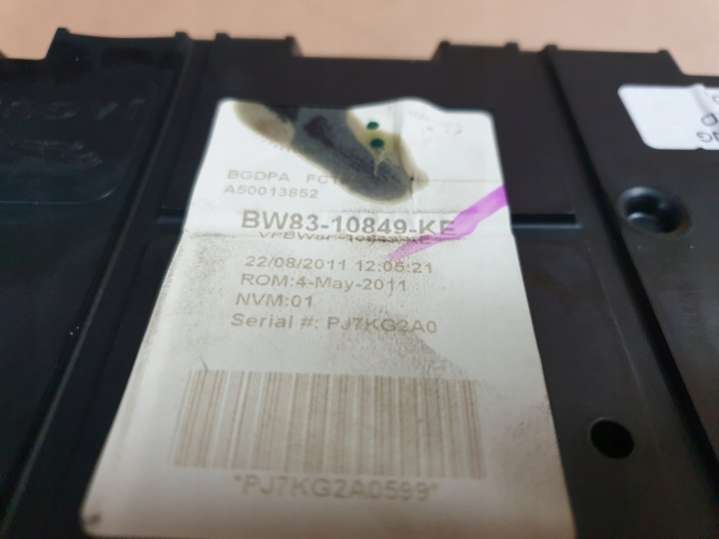 BGDPA FC
A50013852
BW83-10849-KE
22/08/2011 12:05:21
ROM:4-May-2011
NVM:01
Serial #: PJ7KG2A0
*PJ7KG2A0599*